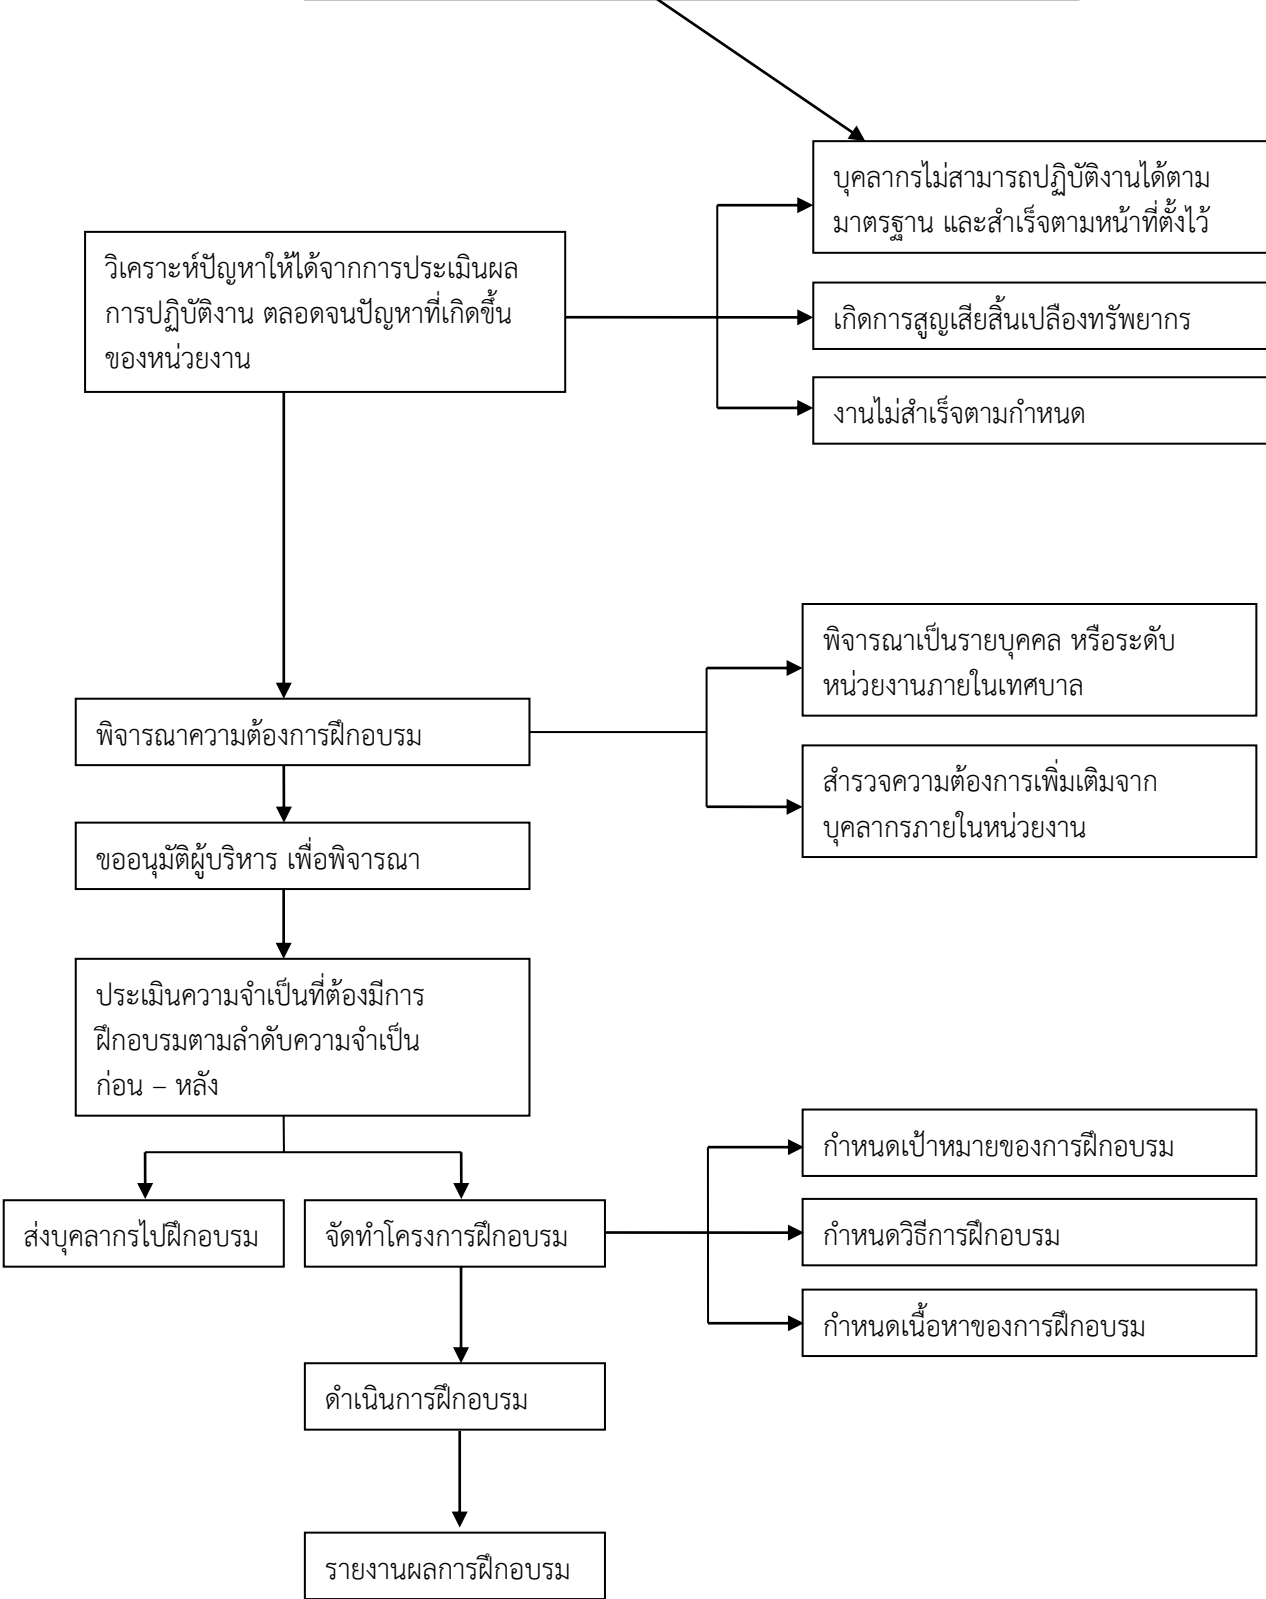 บุคลากรไม่สามารถปฏิบัติงานได้ตาม
มาตรฐาน และสำเร็จตามหน้าที่ตั้งไว้
วิเคราะห์ปัญหาให้ได้จากการประเมินผล
การปฏิบัติงาน ตลอดจนปัญหาที่เกิดขึ้น
ของหน่วยงาน
เกิดการสูญเสียสิ้นเปลืองทรัพยากร
งานไม่สำเร็จตามกำหนด
พิจารณาเป็นรายบุคคล หรือระดับ
หน่วยงานภายในเทศบาล
พิจารณาความต้องการฝึกอบรม
สำรวจความต้องการเพิ่มเติมจาก
บุคลากรภายในหน่วยงาน
ขออนุมัติผู้บริหาร เพื่อพิจารณา
ประเมินความจำเป็นที่ต้องมีการ
ฝึกอบรมตามลำดับความจำเป็น
ก่อน – หลัง
กำหนดเป้าหมายของการฝึกอบรม
ส่งบุคลากรไปฝึกอบรม
จัดทำโครงการฝึกอบรม
กำหนดวิธีการฝึกอบรม
กำหนดเนื้อหาของการฝึกอบรม
ดำเนินการฝึกอบรม
รายงานผลการฝึกอบรม